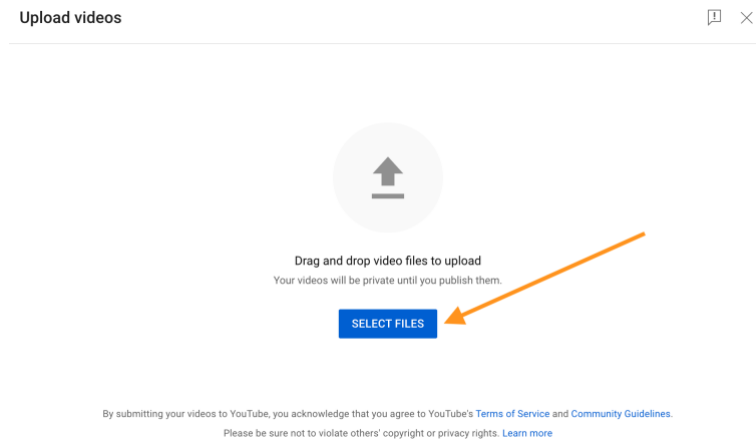 Upload videos
Drag and drop video files to upload
Your videos will be private until you publish them.
SELECT FILES
By submitting your videos to YouTube, you acknowledge that you agree to YouTube's Terms of Service and Community Guidelines.
Please be sure not to violate others' copyright or privacy rights. Learn more